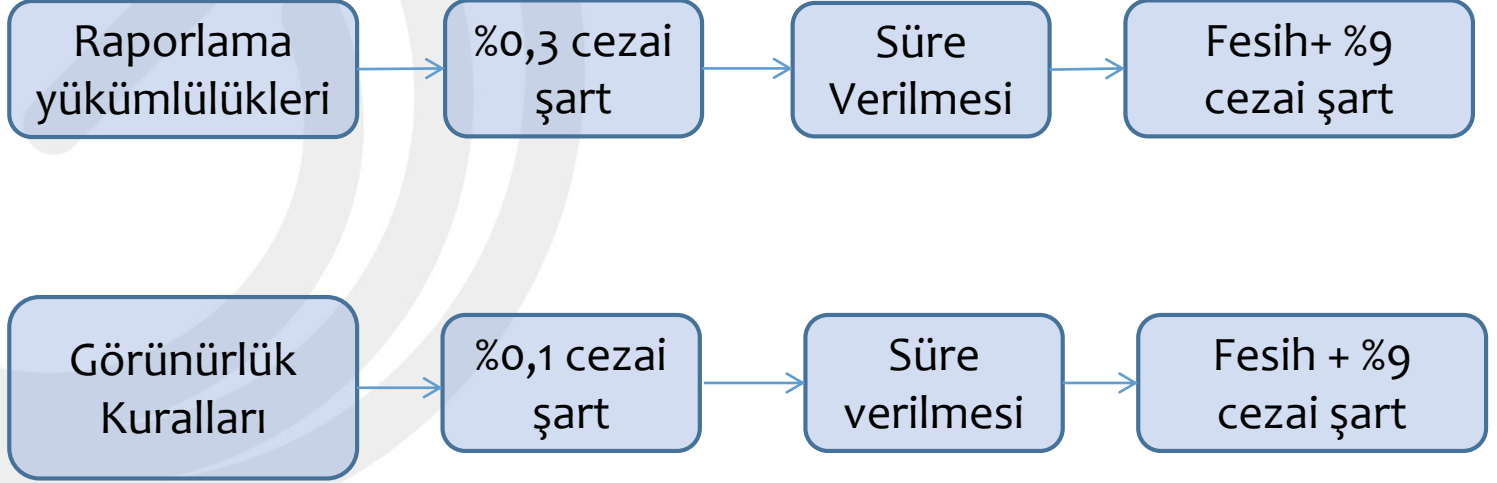 Raporlama
yükümlülükleri
%0,3 cezai
şart
Süre
Verilmesi
Fesih+ %9
cezai şart
Görünürlük
Kuralları
%0,1 cezai
şart
Süre
verilmesi
Fesih + %9
cezai şart